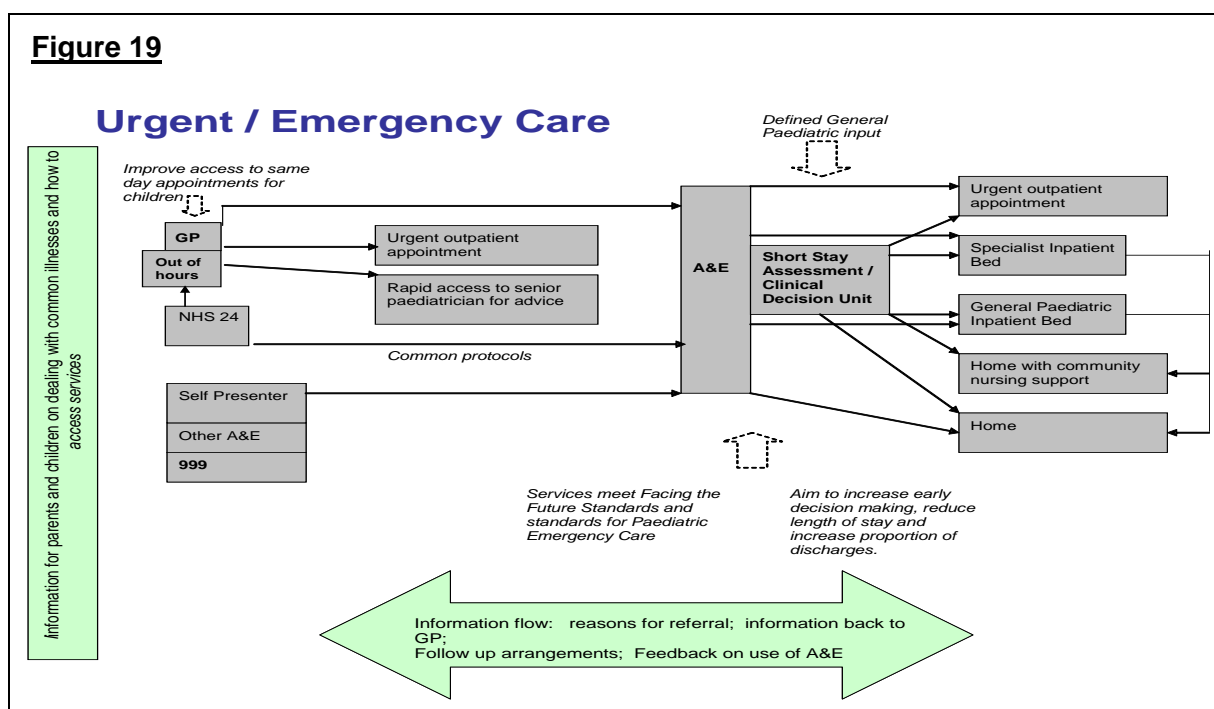 Figure 19
Urgent / Emergency Care
Information for parents and children on dealing with common illnesses and how to
access services
Improve access to same
day appointments for
children
GP
Out of
hours
NHS 24
Urgent outpatient
appointment
Rapid access to senior
paediatrician for advice
Common protocols
Self Presenter
Other A&E
999
A&E
Defined General
Paediatric input
Short Stay
Assessment /
Clinical
Decision Unit
Urgent outpatient
appointment
Specialist Inpatient
Bed
General Paediatric
Inpatient Bed
Home with community
nursing support
Home
Services meet Facing the
Future Standards and
standards for Paediatric
Emergency Care
Aim to increase early
decision making, reduce
length of stay and
increase proportion of
discharges.
Information flow: reasons for referral; information back to
GP;
Follow up arrangements; Feedback on use of A&E